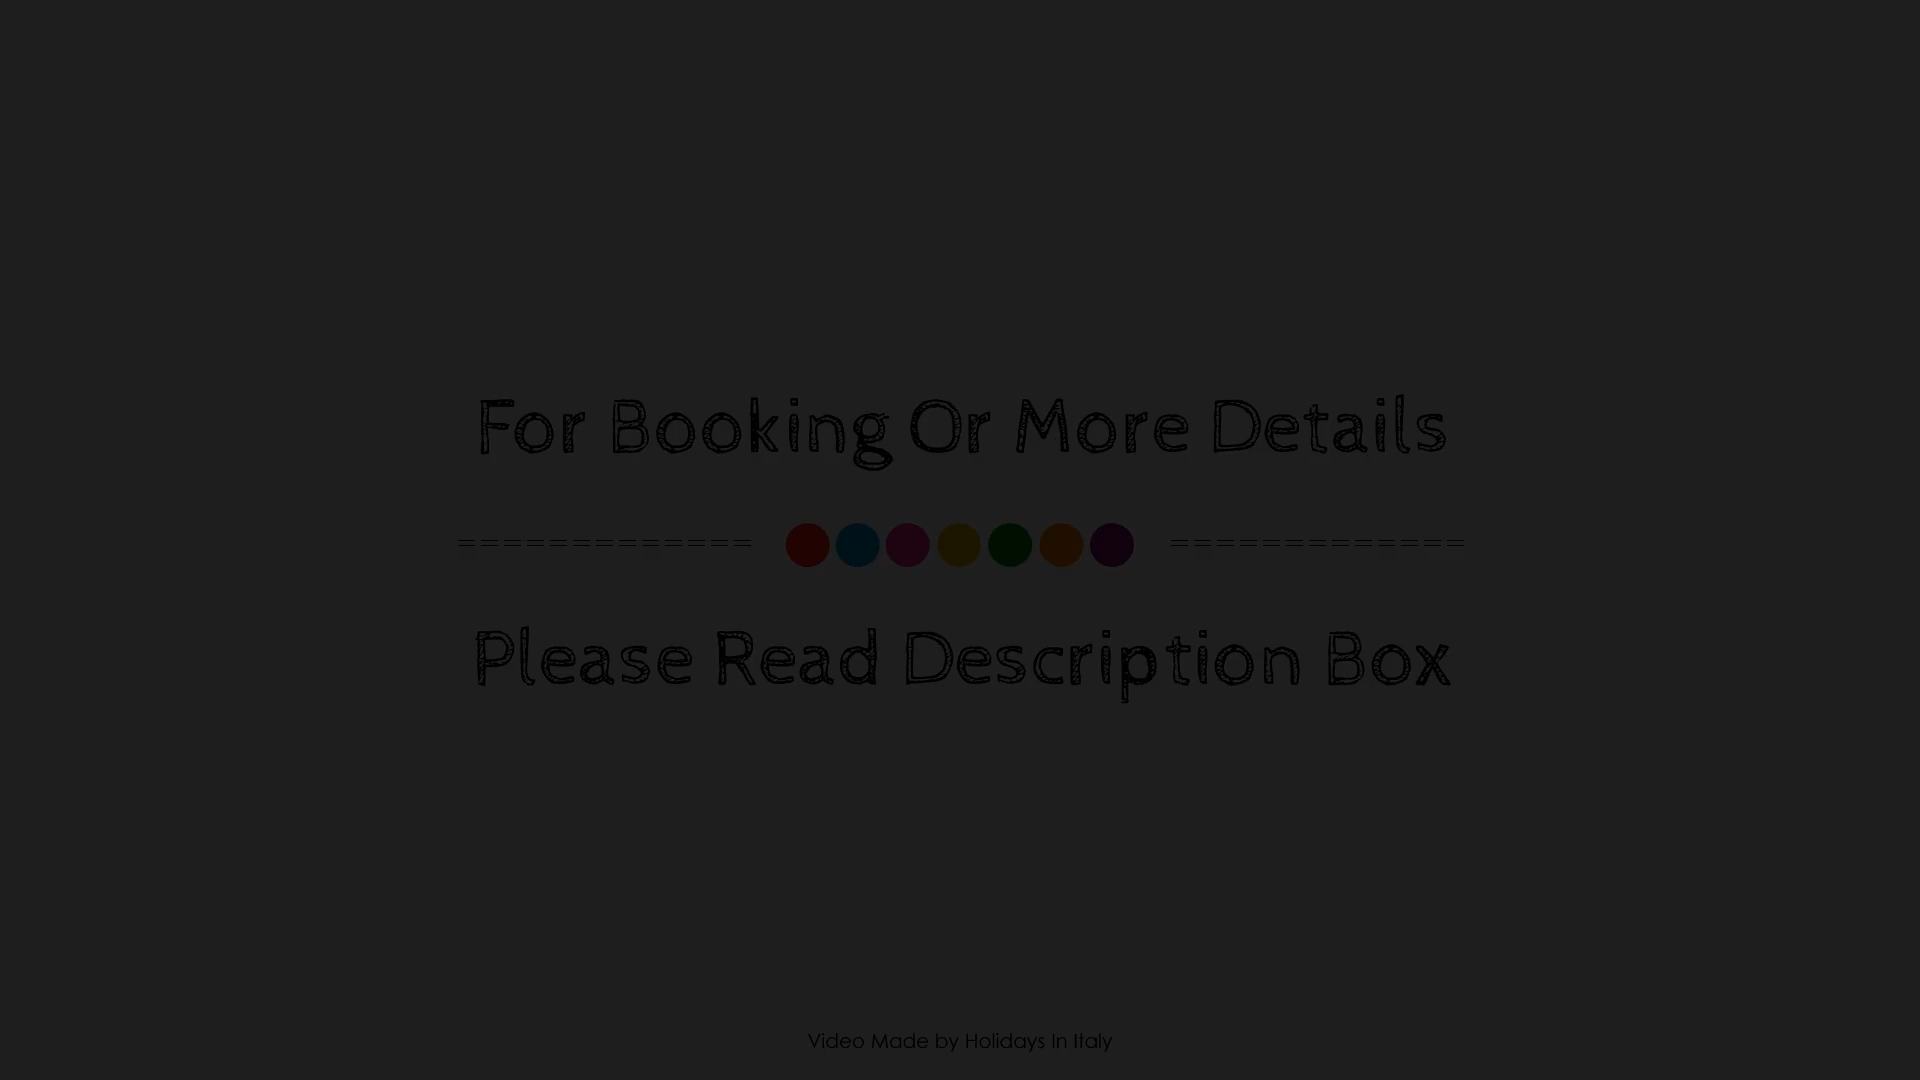 For Booking Or More Details
============= =============
Please Read Description Box
Video Made by Holidays In Italy